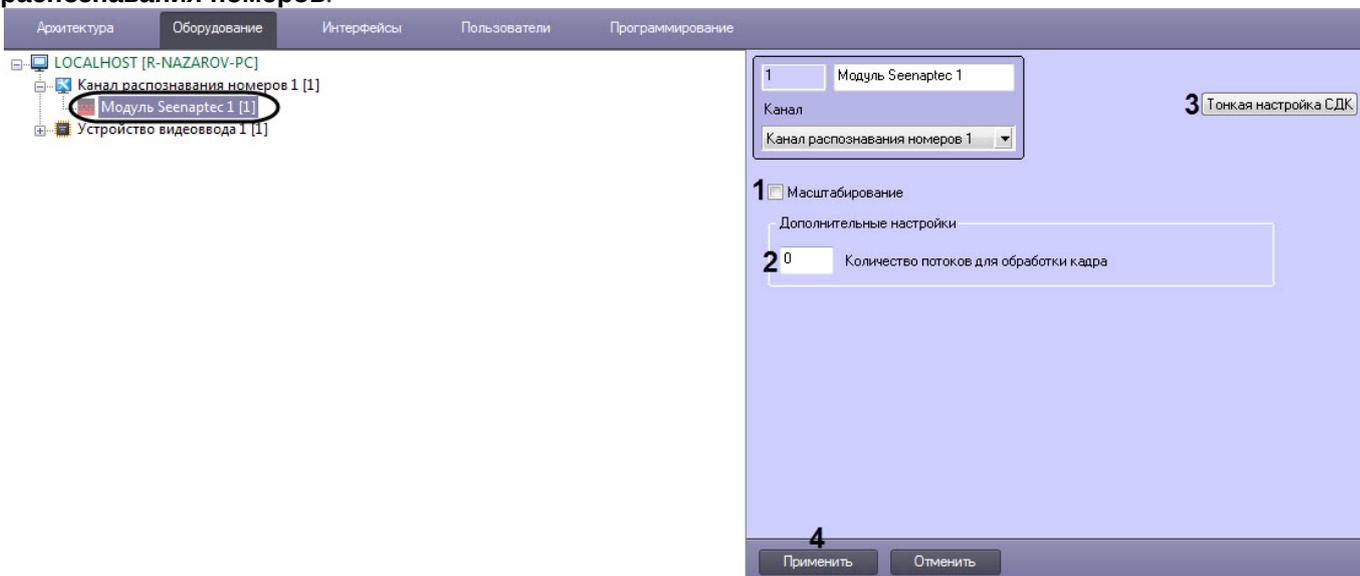 распознавания номеров.
Архитектура Оборудование Интерфейсы Пользователи Программирование
LOCALHOST [R-NAZAROV-PC]
Канал распознавания номеров 1 [1]
Модуль Seenaptec 1 [1]
Устройство видеоввода 1 [1]
1 Модуль Seenaptec 1
Канал
Канал распознавания номеров 1
3 Тонкая настройка СДК
1 Масштабирование
Дополнительные настройки
2 0 Количество потоков для обработки кадра
4
Применить Отменить